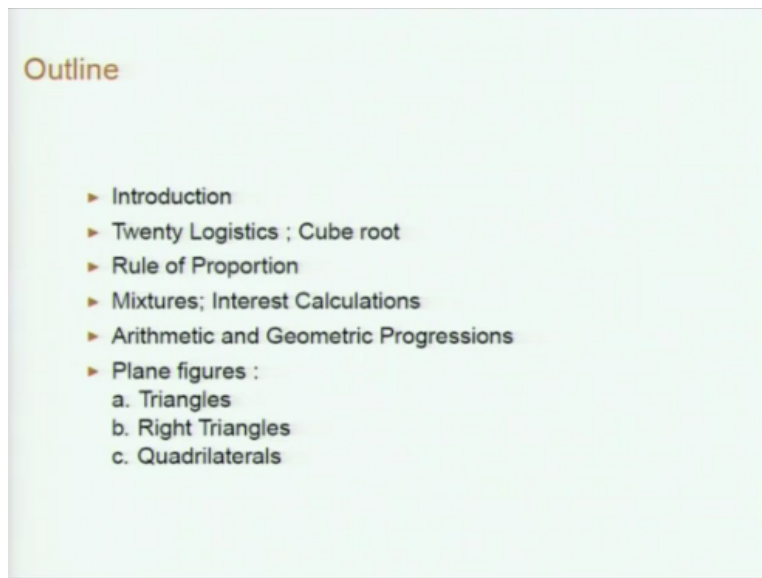 Outline
► Introduction
► Twenty Logistics ; Cube root
► Rule of Proportion
► Mixtures; Interest Calculations
► Arithmetic and Geometric Progressions
► Plane figures :
a. Triangles
b. Right Triangles
c. Quadrilaterals